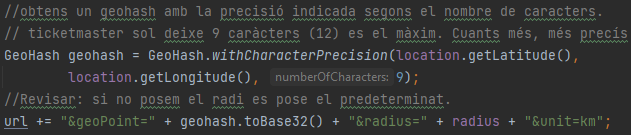 //obtens un geohash amb la precisió indicada segons el nombre de caracters.
// ticketmaster sol deixe 9 caràcters (12) es el màxim. Cuants més, més precis
GeoHash geohash = GeoHash.withCharacterPrecision(location.getLatitude(),
location.getLongitude(), numberOfCharacters: 9);
//Revisar: si no posem el radi es pose el predeterminat.
url += "&geoPoint=" + geohash.toBase32() + "&radius=" + radius + "&unit=km";